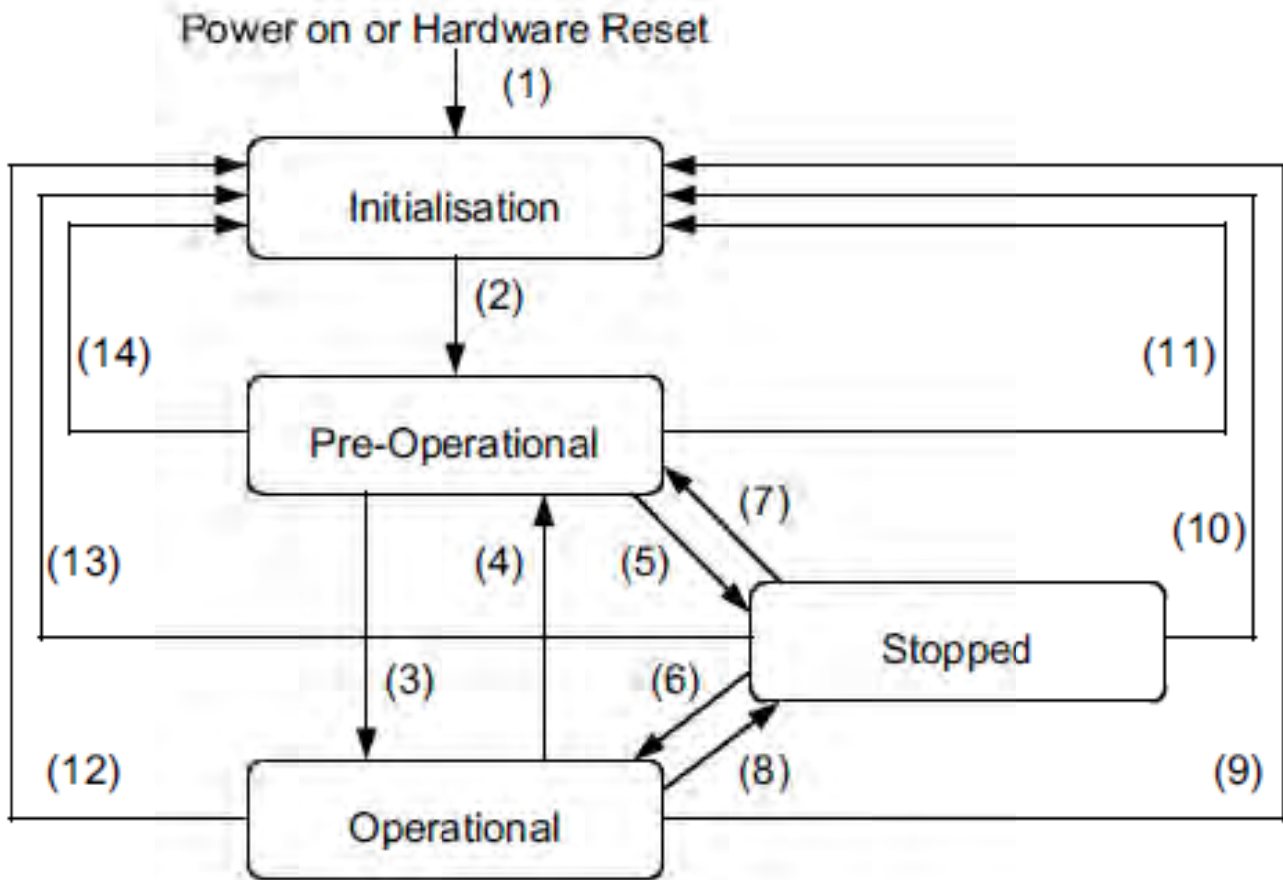 Power on or Hardware Reset
(1)
Initialisation
(2)
(14)
(11)
Pre-Operational
(7)
(10)
(13)
(4)
(5)
Stopped
(3)
(6)
(12)
(8)
(9)
Operational